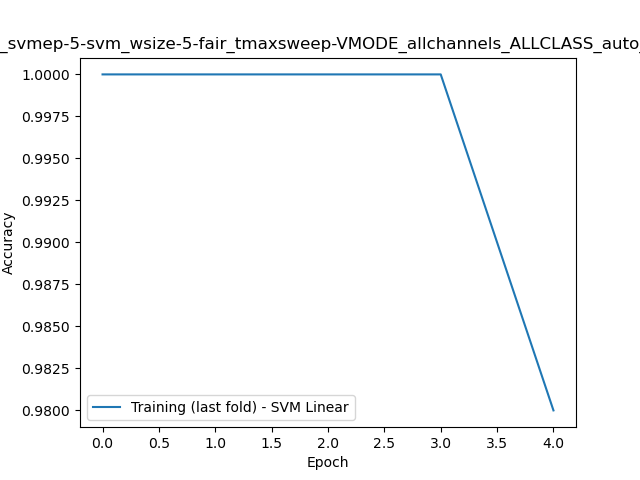 _svmep-5-svm_wsize-5-fair_tmaxsweep-VMODE_allchannels_ALLCLASS_auto_
1.0000
0.9975
0.9950
0.9925
0.9900
0.9875
0.9850
0.9825
0.9800
Accuracy
Training (last fold) - SVM Linear
0.0 0.5 1.0 1.5 2.0 2.5 3.0 3.5 4.0
Epoch